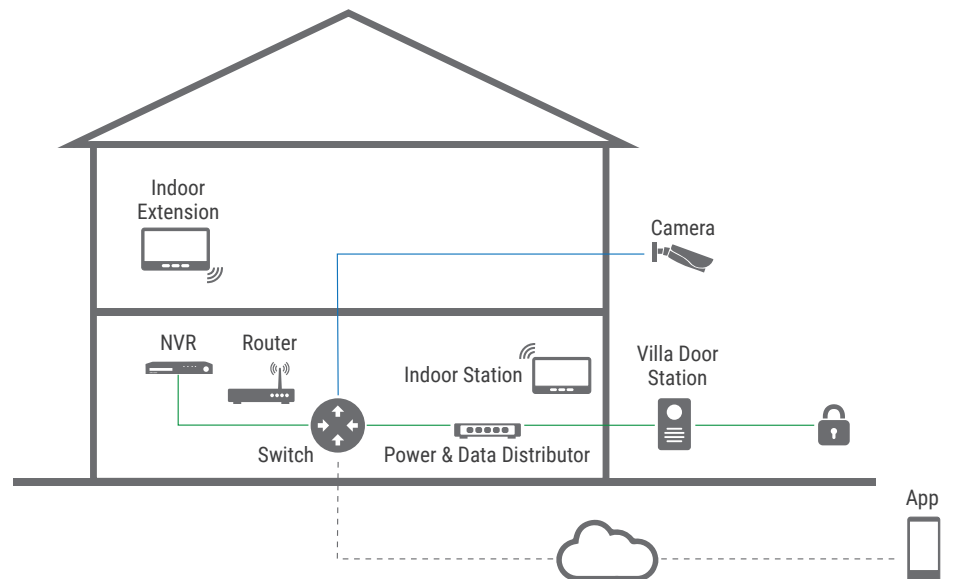 Indoor
Extension
Camera
NVR
Router
Indoor Station
Villa Door
Station
Switch
Power & Data Distributor
App